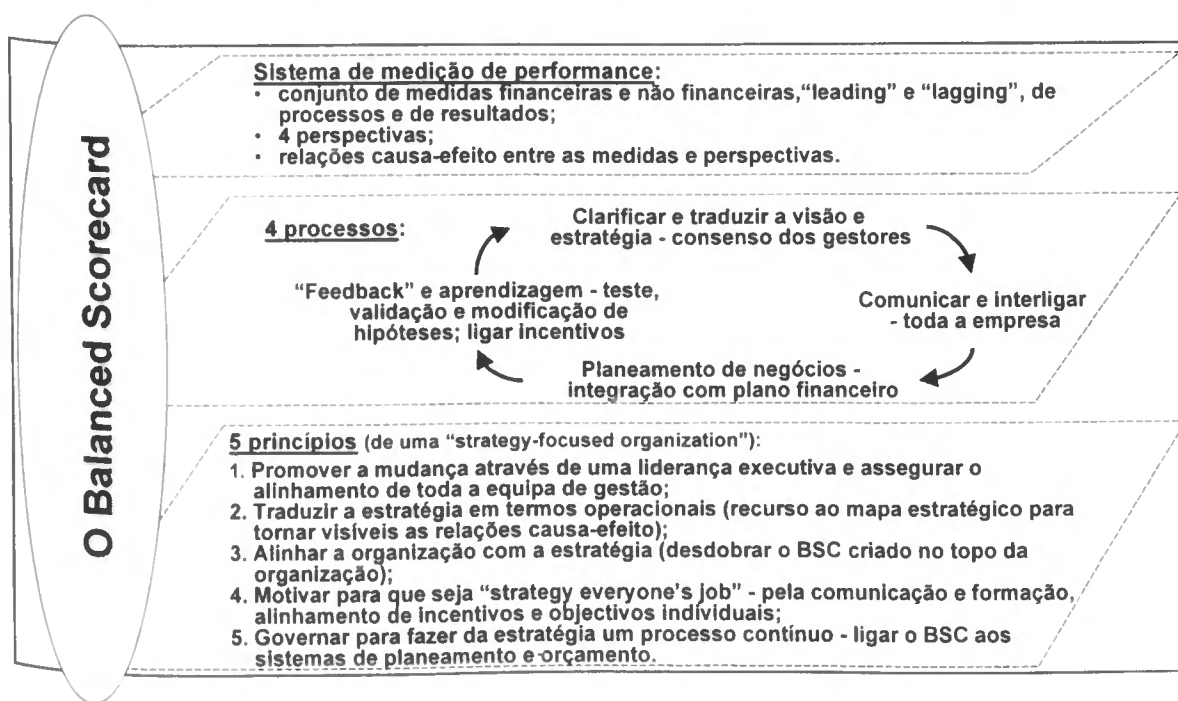 O Balanced Scorecard
Sistema de medição de performance:
· conjunto de medidas financeiras e não financeiras,“leading” e “lagging”, de
processos e de resultados;
· 4 perspectivas;
· relações causa-efeito entre as medidas e perspectivas.
4 processos:
Clarificar e traduzir a visão e
estratégia - consenso dos gestores
Comunicar e interligar
- toda a empresa
Planeamento de negócios -
integração com plano financeiro
“Feedback” e aprendizagem - teste,
validação e modificação de
hipóteses; ligar incentivos
5 princípios (de uma “strategy-focused organization”):
1. Promover a mudança através de uma liderança executiva e assegurar o
alinhamento de toda a equipa de gestão;
2. Traduzir a estratégia em termos operacionais (recurso ao mapa estratégico para
tornar visíveis as relações causa-efeito);
3. Alinhar a organização com a estratégia (desdobrar o BSC criado no topo da
organização);
4. Motivar para que seja “strategy everyone's job” - pela comunicação e formação,
alinhamento de incentivos e objectivos individuais;
5. Governar para fazer da estratégia um processo contínuo - ligar o BSC aos
sistemas de planeamento e orçamento.